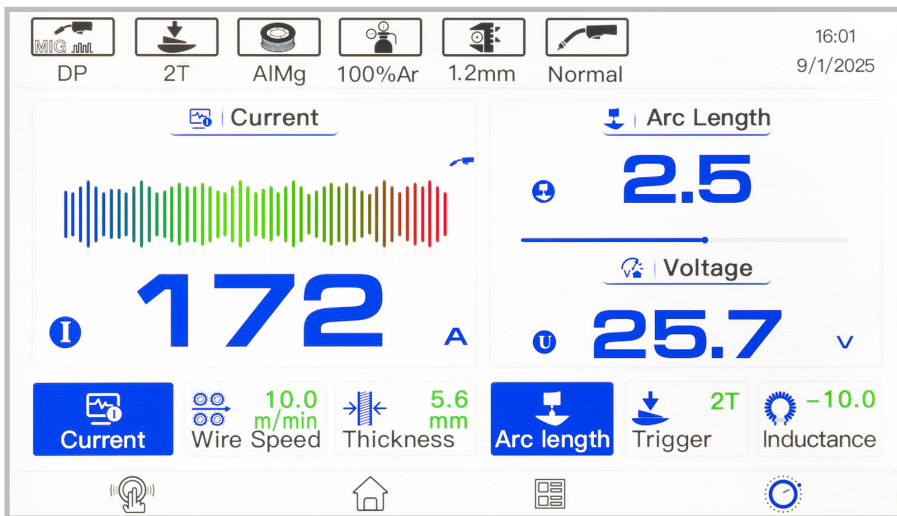 MIG
DP 2T AlMg 100%Ar 1.2mm Normal
16:01
9/1/2025
Current
172 A
I
Arc Length
2.5
Voltage
U 25.7 V
Current
10.0
m/min
Wire Speed
5.6
mm
Thickness
Arc length
2T
Trigger
-10.0
Inductance